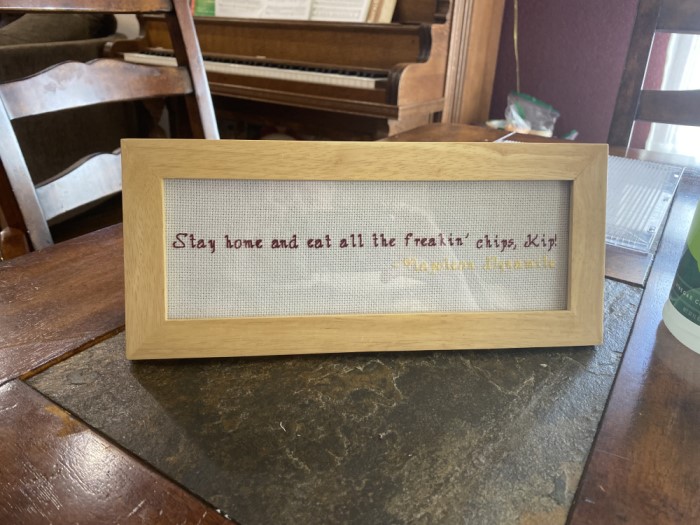 Stay home and eat all the freakin' chips, Kip!
-Napoleon Dynamite